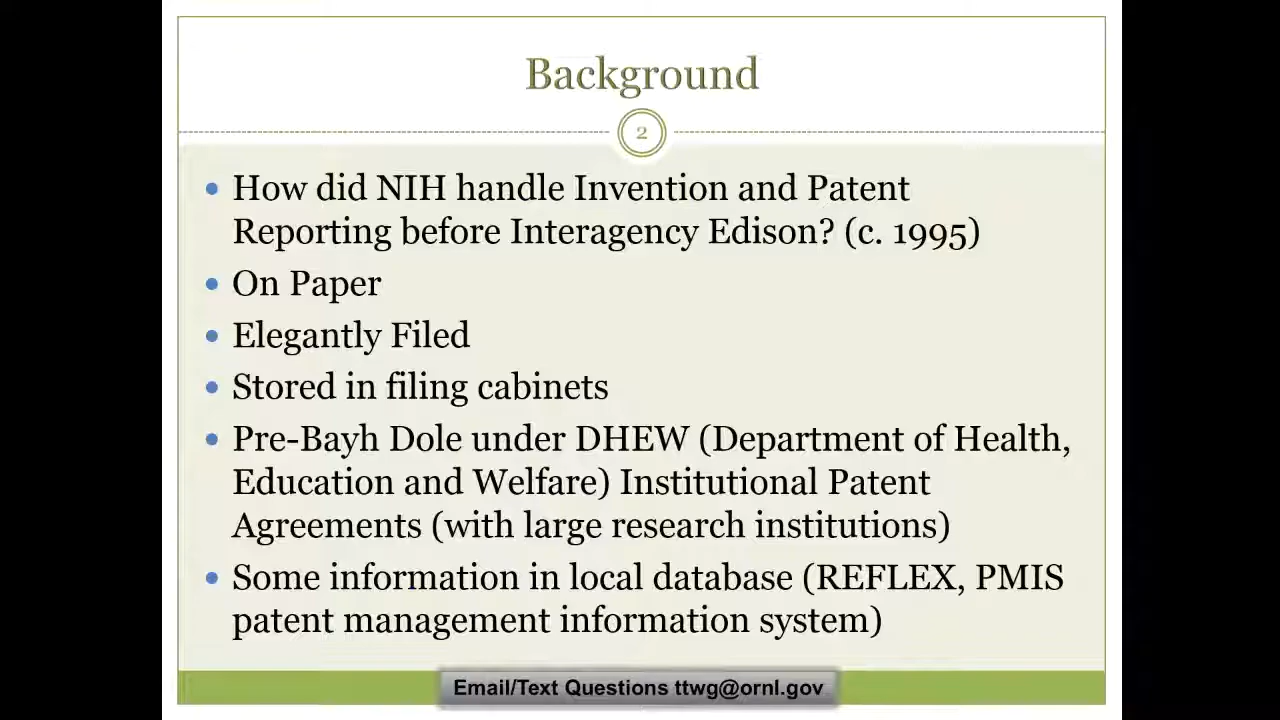 Background
2
• How did NIH handle Invention and Patent
Reporting before Interagency Edison? (c. 1995)
• On Paper
• Elegantly Filed
• Stored in filing cabinets
• Pre-Bayh Dole under DHEW (Department of Health,
Education and Welfare) Institutional Patent
Agreements (with large research institutions)
• Some information in local database (REFLEX, PMIS
patent management information system)
Email/Text Questions ttwg@ornl.gov